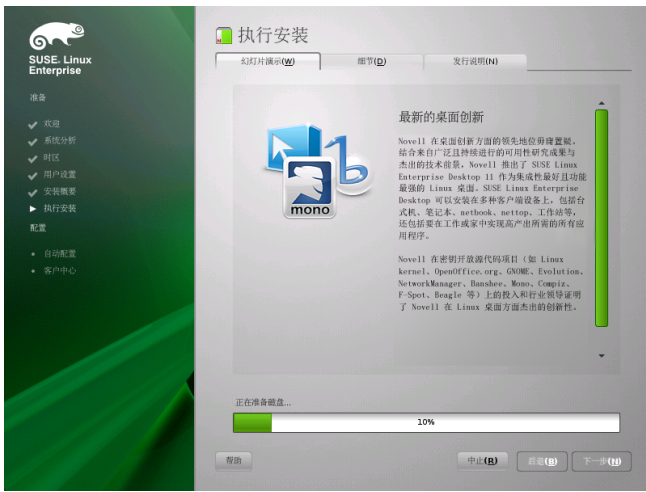 SUSE. Linux
Enterprise
准备
欢迎
系统分析
时区
用户设置
安装概要
执行安装
配置
自动配置
客户中心
执行安装
幻灯片演示(W)
细节(D)
发行说明(N)
mono
最新的桌面创新
Novell 在桌面创新方面的领先地位毋庸置疑。
结合来自广泛且持续进行的可用性研究成果与
杰出的技术前景，Novell 推出了 SUSE Linux
Enterprise Desktop 11 作为集成性最好且功能
最强的 Linux 桌面。SUSE Linux Enterprise
Desktop 可以安装在多种客户端设备上，包括台
式机、笔记本、netbook、nettop、工作站等，
还包括要在工作或家中实现高产出所需的所有应
用程序。
Novell 在密切开放源代码项目（如 Linux
kernel、OpenOffice.org、GNOME、Evolution、
NetworkManager、Banshee、Mono、Compiz、
F-Spot、Beagle 等）上的投入和行业领导证明
了 Novell 在 Linux 桌面方面杰出的创新性。
正在准备磁盘...
10%
帮助
中止(R)
后退(B)
下一步(N)